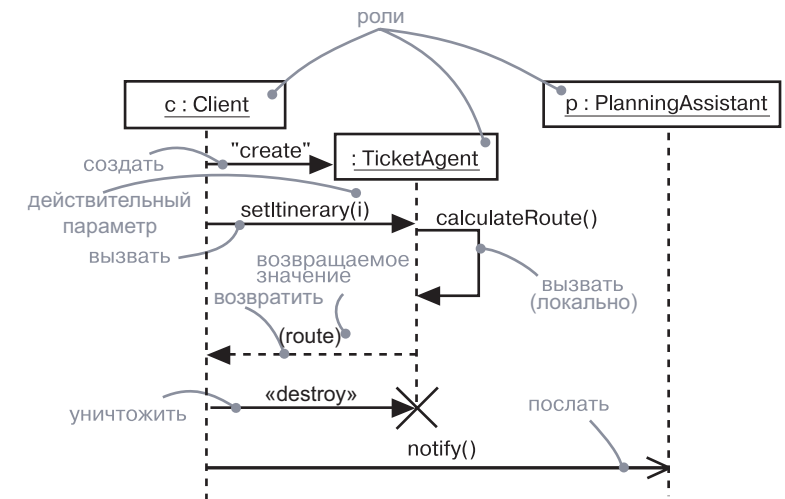 роли
c : Client
p : PlanningAssistant
"create"
: TicketAgent
создать
действительный
параметр
setItinerary(i)
calculateRoute()
вызвать
возвращаемое
значение
вызвать
(локально)
возвратить
(route)
«destroy»
уничтожить
послать
notify()